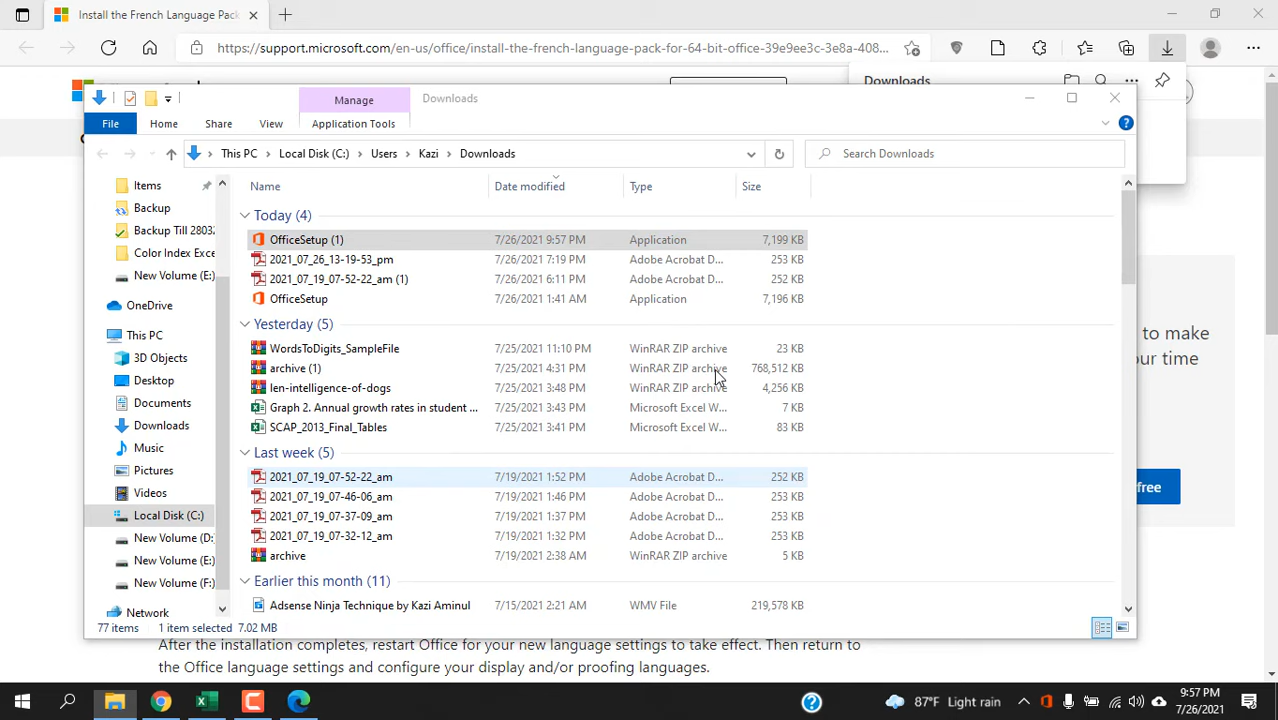 Install the French Language Pack
https://support.microsoft.com/en-us/office/install-the-french-language-pack-for-64-bit-office-39e9ee3c-3e8a-408...
Downloads
Manage
Downloads
File
Home
Share
View
Application Tools
This PC
Local Disk (C:)
Users
Kazi
Downloads
Search Downloads
Items
Backup
Backup Till 28032
Color Index Exce
New Volume (E:)
OneDrive
This PC
3D Objects
Desktop
Documents
Downloads
Music
Pictures
Videos
Local Disk (C:)
New Volume (D:
New Volume (E:)
New Volume (F:)
Network
Name Date modified Type Size
Today (4)
OfficeSetup (1) 7/26/2021 9:57 PM Application 7,199 KB
2021_07_26_13-19-53_pm 7/26/2021 7:19 PM Adobe Acrobat D... 253 KB
2021_07_19_07-52-22_am (1) 7/26/2021 6:11 PM Adobe Acrobat D... 252 KB
OfficeSetup 7/26/2021 1:41 AM Application 7,196 KB
Yesterday (5)
WordsToDigits_SampleFile 7/25/2021 11:10 PM WinRAR ZIP archive 23 KB
archive (1) 7/25/2021 4:31 PM WinRAR ZIP archive 768,512 KB
len-intelligence-of-dogs 7/25/2021 3:48 PM WinRAR ZIP archive 4,256 KB
Graph 2. Annual growth rates in student ... 7/25/2021 3:43 PM Microsoft Excel W... 7 KB
SCAP_2013_Final_Tables 7/25/2021 3:41 PM Microsoft Excel W... 83 KB
Last week (5)
2021_07_19_07-52-22_am 7/19/2021 1:52 PM Adobe Acrobat D... 252 KB
2021_07_19_07-46-06_am 7/19/2021 1:46 PM Adobe Acrobat D... 253 KB
2021_07_19_07-37-09_am 7/19/2021 1:37 PM Adobe Acrobat D... 253 KB
2021_07_19_07-32-12_am 7/19/2021 1:32 PM Adobe Acrobat D... 253 KB
archive 7/19/2021 2:38 AM WinRAR ZIP archive 5 KB
Earlier this month (11)
Adsense Ninja Technique by Kazi Aminul 7/15/2021 2:21 AM WMV File 219,578 KB
77 items 1 item selected 7.02 MB
to make
our time
free
After the installation completes, restart Office for your new language settings to take effect. Then return to
the Office language settings and configure your display and/or proofing languages.
87°F Light rain
9:57 PM
7/26/2021